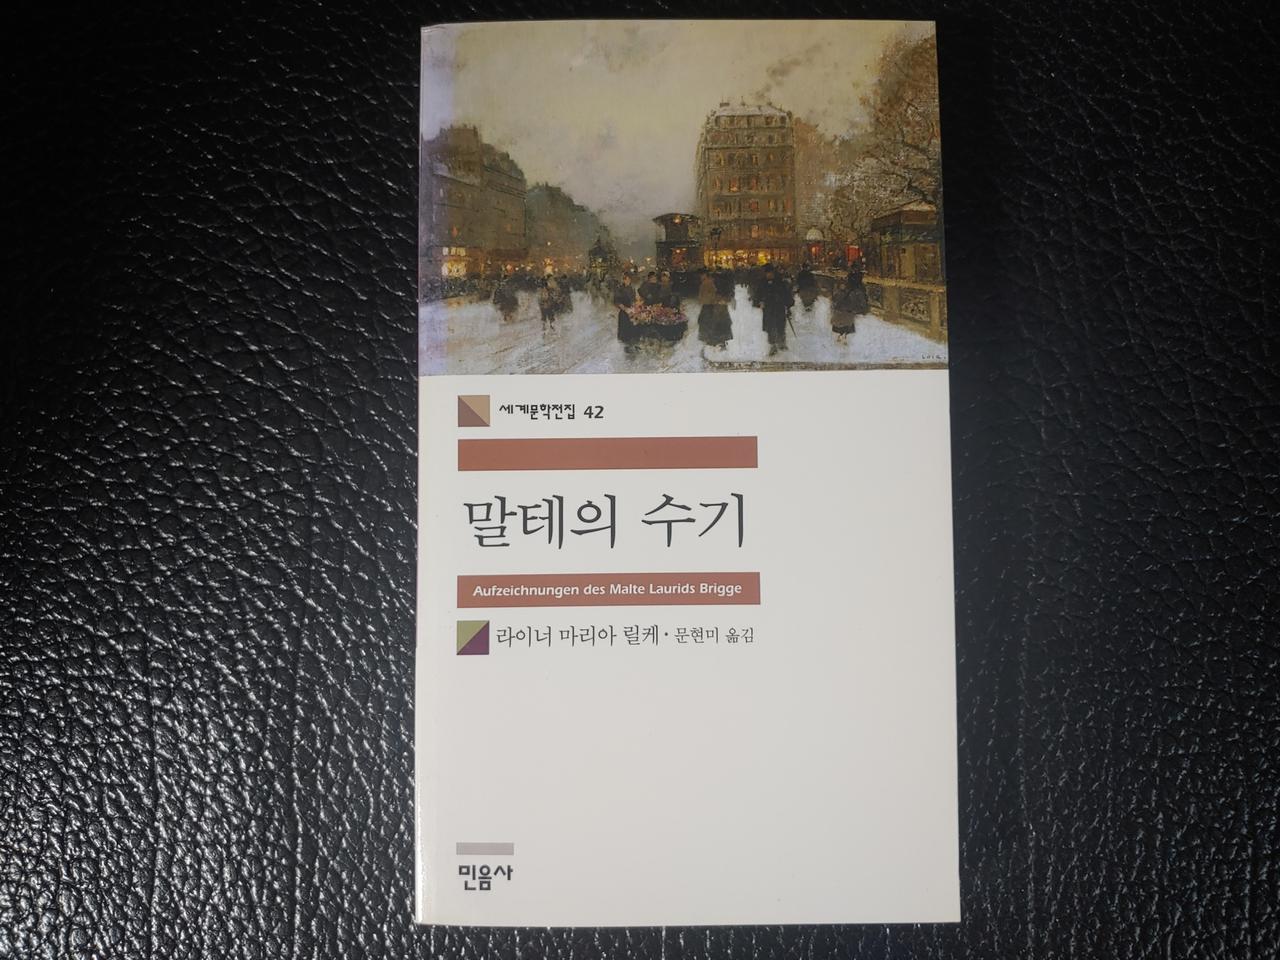 세계문학전집 42
말테의 수기
Aufzeichnungen des Malte Laurids Brigge
라이너 마리아 릴케 · 문현미 옮김
민음사